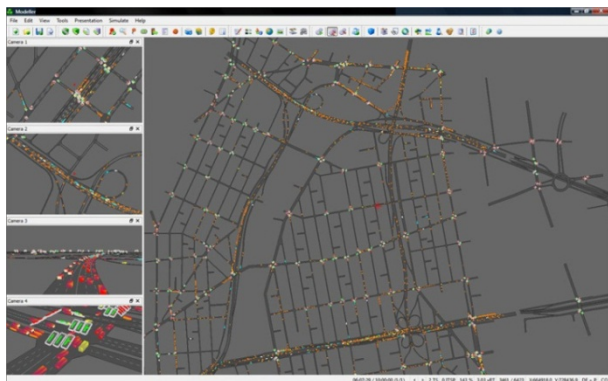 Modeller
File Edit View Tools Presentation Simulate Help
Camera 1
Camera 2
Camera 3
Camera 4